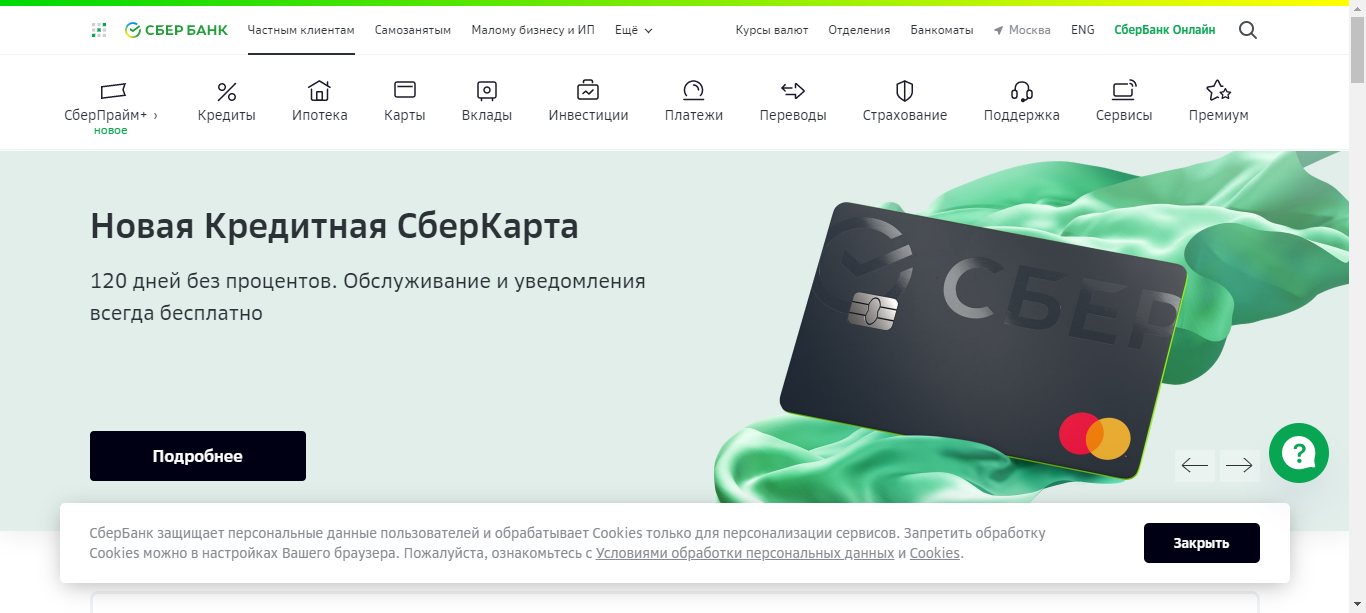 СБЕР БАНК
Частным клиентам
Самозанятым
Малому бизнесу и ИП
Ещё
Курсы валют
Отделения
Банкоматы
Москва
ENG
СберБанк Онлайн
СберПрайм+ ›
новое
Кредиты
Ипотека
Карты
Вклады
Инвестиции
Платежи
Переводы
Страхование
Поддержка
Сервисы
Премиум
Новая Кредитная СберКарта
120 дней без процентов. Обслуживание и уведомления
всегда бесплатно
СБЕР
Подробнее
?
СберБанк защищает персональные данные пользователей и обрабатывает Cookies только для персонализации сервисов. Запретить обработку
Cookies можно в настройках Вашего браузера. Пожалуйста, ознакомьтесь с Условиями обработки персональных данных и Cookies.
Закрыть